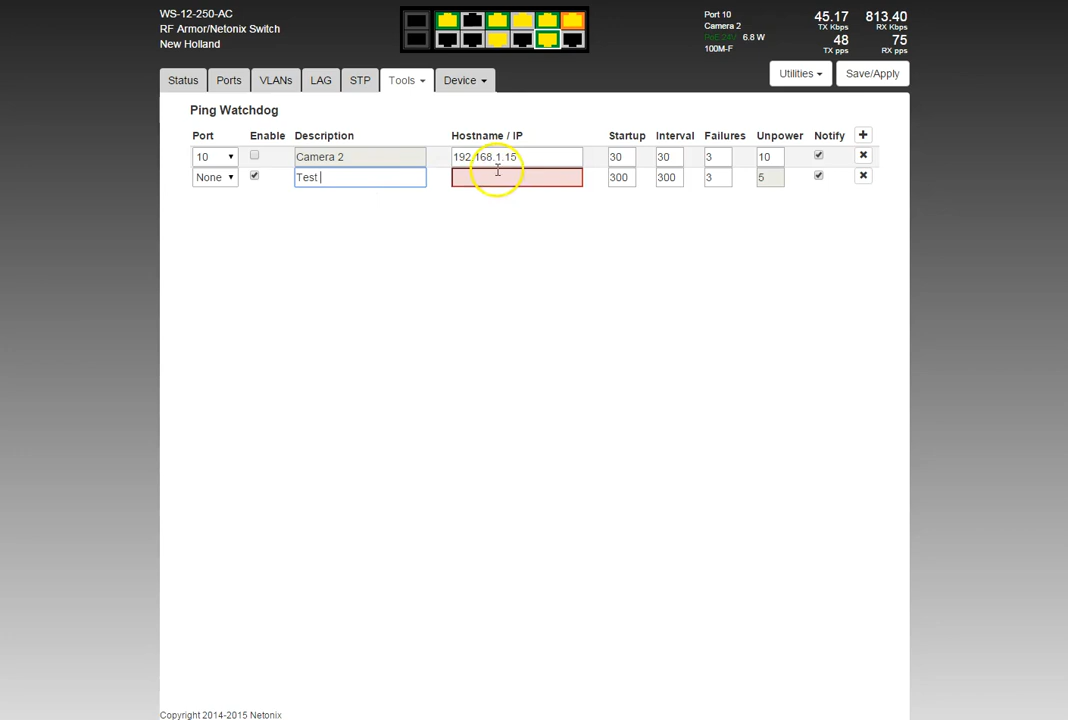 WS-12-250-AC
RF Armor/Netonix Switch
New Holland
Port 10
Camera 2
PoE 24V 6.8 W
100M-F
45.17 813.40
TX Kbps RX Kbps
48 75
TX pps RX pps
Status Ports VLANs LAG STP Tools Device Utilities Save/Apply
Ping Watchdog
Port Enable Description Hostname / IP Startup Interval Failures Unpower Notify
10 Camera 2 192.168.1.15 30 30 3 10
None Test 300 300 3 5
Copyright 2014-2015 Netonix